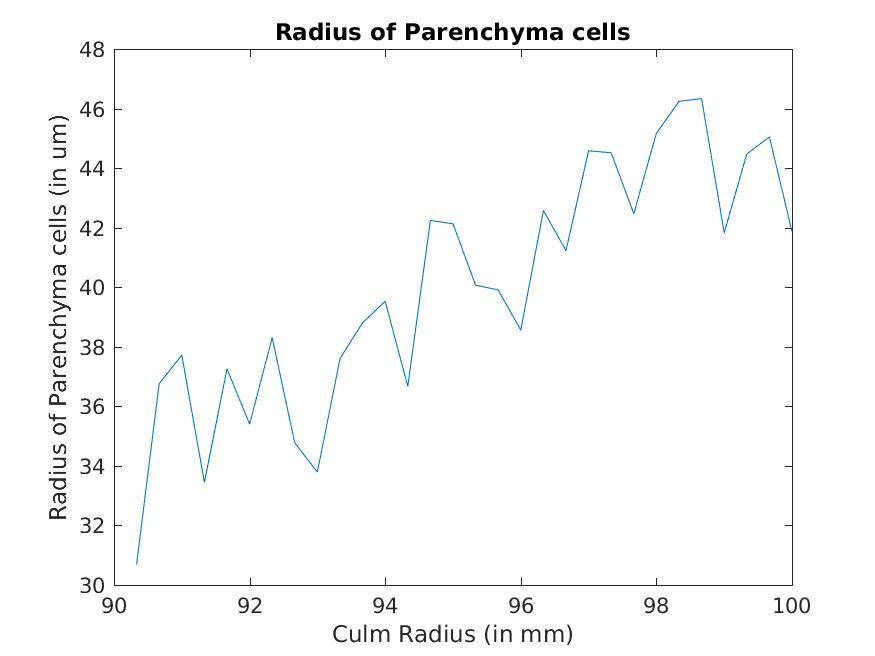 Radius of Parenchyma cells
48
46
44
42
40
38
36
34
32
30
Radius of Parenchyma cells (in um)
90 92 94 96 98 100
Culm Radius (in mm)